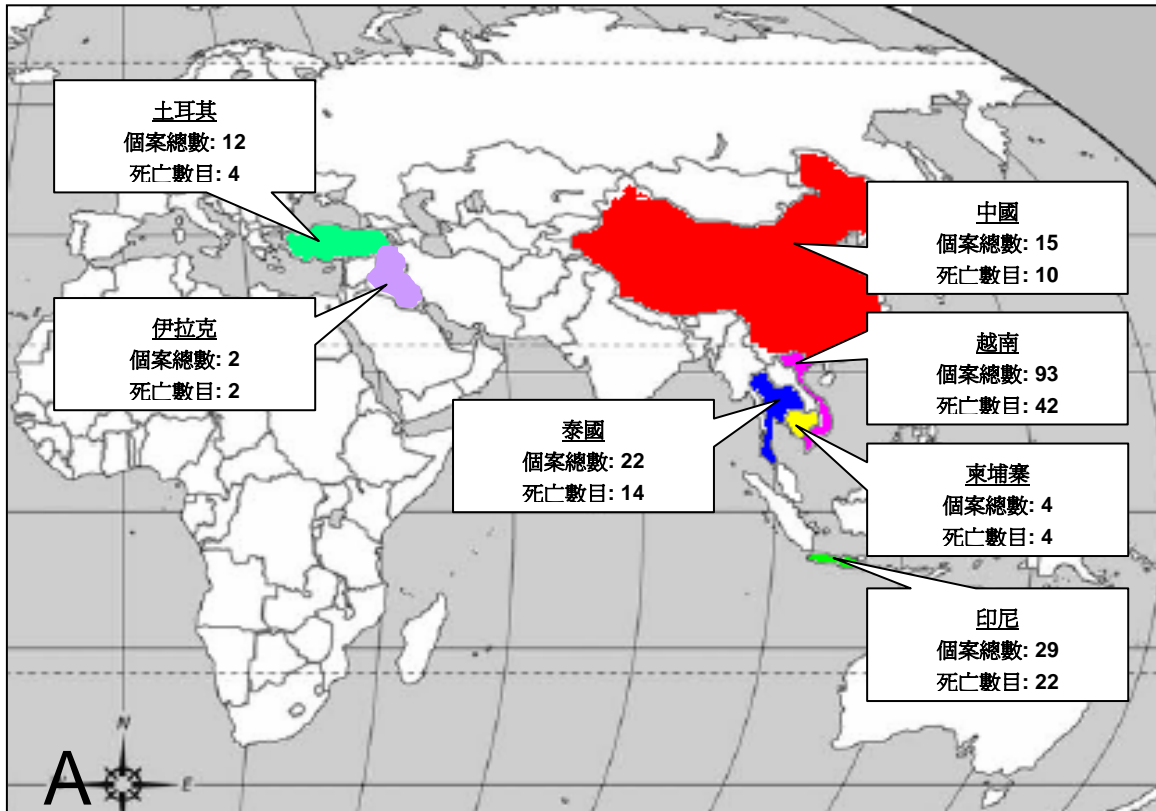 土耳其
個案總數: 12
死亡數目: 4
中國
個案總數: 15
死亡數目: 10
伊拉克
個案總數: 2
死亡數目: 2
越南
個案總數: 93
死亡數目: 42
泰國
個案總數: 22
死亡數目: 14
柬埔寨
個案總數: 4
死亡數目: 4
印尼
個案總數: 29
死亡數目: 22
N
A
E